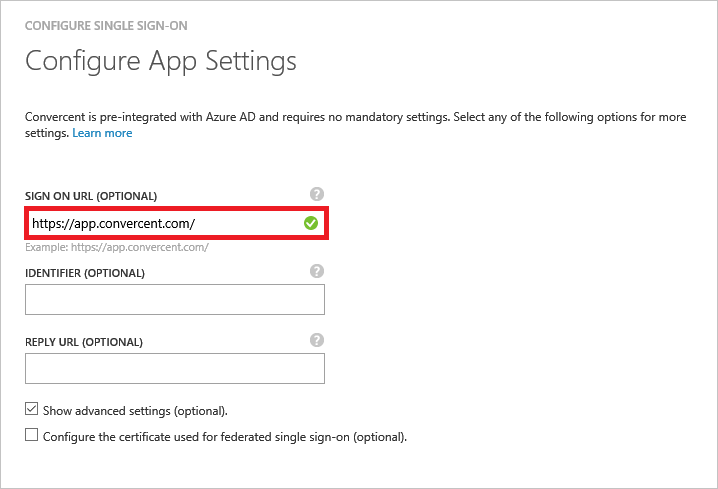 CONFIGURE SINGLE SIGN-ON
Configure App Settings
Convercent is pre-integrated with Azure AD and requires no mandatory settings. Select any of the following options for more
settings. Learn more
SIGN ON URL (OPTIONAL) ?
https://app.convercent.com/
Example: https://app.convercent.com/
IDENTIFIER (OPTIONAL) ?
REPLY URL (OPTIONAL) ?
Show advanced settings (optional).
Configure the certificate used for federated single sign-on (optional).